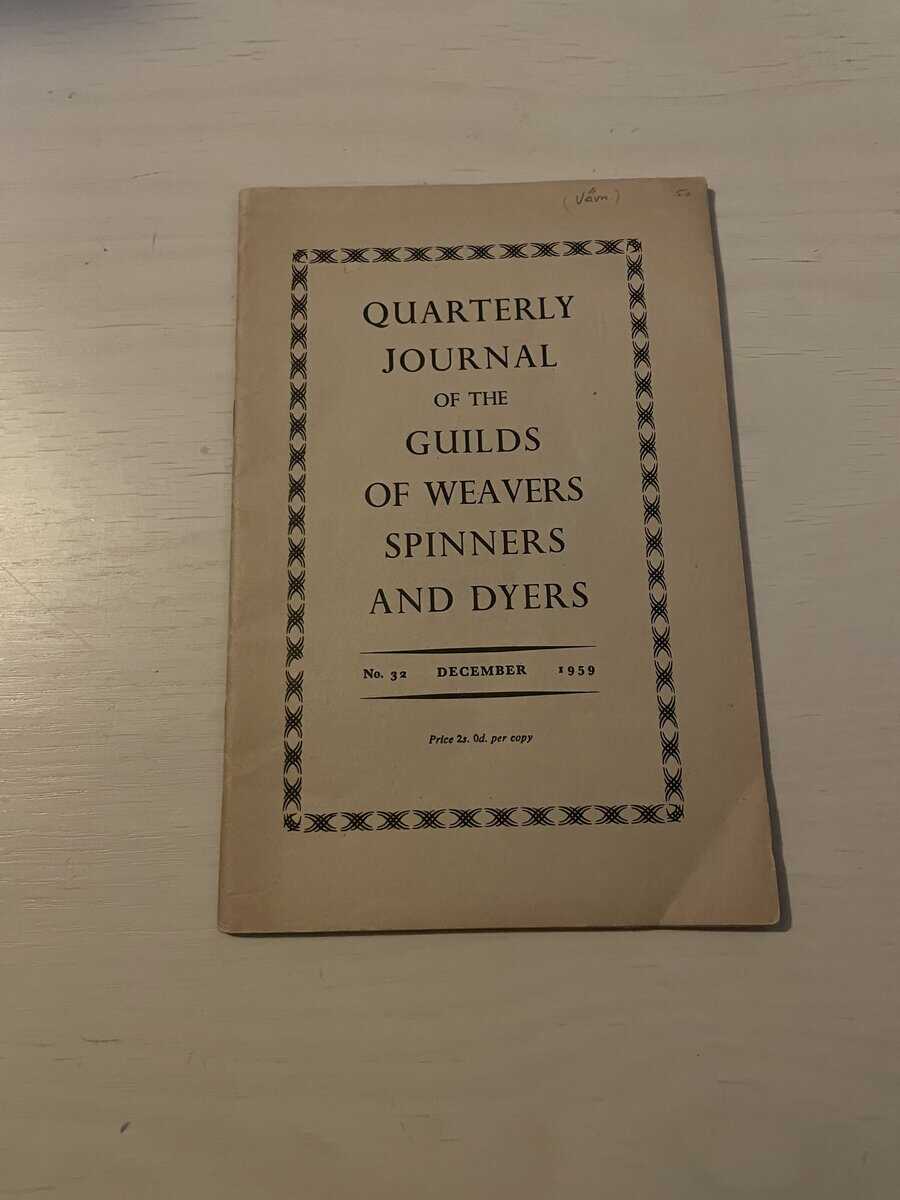 (Vävn) 50
QUARTERLY
JOURNAL
OF THE
GUILDS
OF WEAVERS
SPINNERS
AND DYERS
No. 32 DECEMBER 1959
Price 2s. 0d. per copy